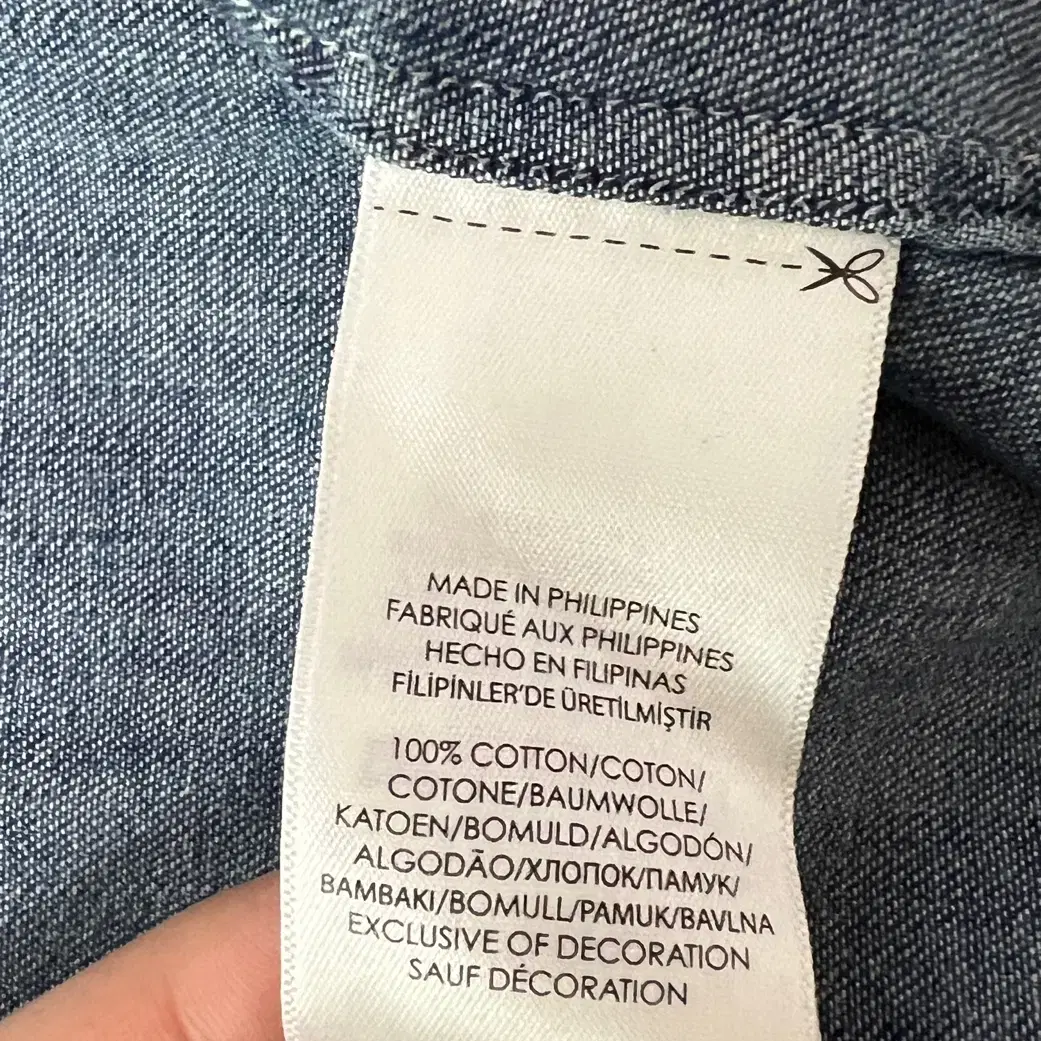 MADE IN PHILIPPINES
FABRIQUÉ AUX PHILIPPINES
HECHO EN FILIPINAS
FİLİPİNLER'DE ÜRETİLMİŞTİR
100% COTTON/COTON/
COTONE/BAUMWOLLE/
KATOEN/BOMULD/ALGODÓN/
ALGODÃO/ХЛОПОК/ПАМУК/
BAMBAKI/BOMULL/PAMUK/BAVLNA
EXCLUSIVE OF DECORATION
SAUF DÉCORATION